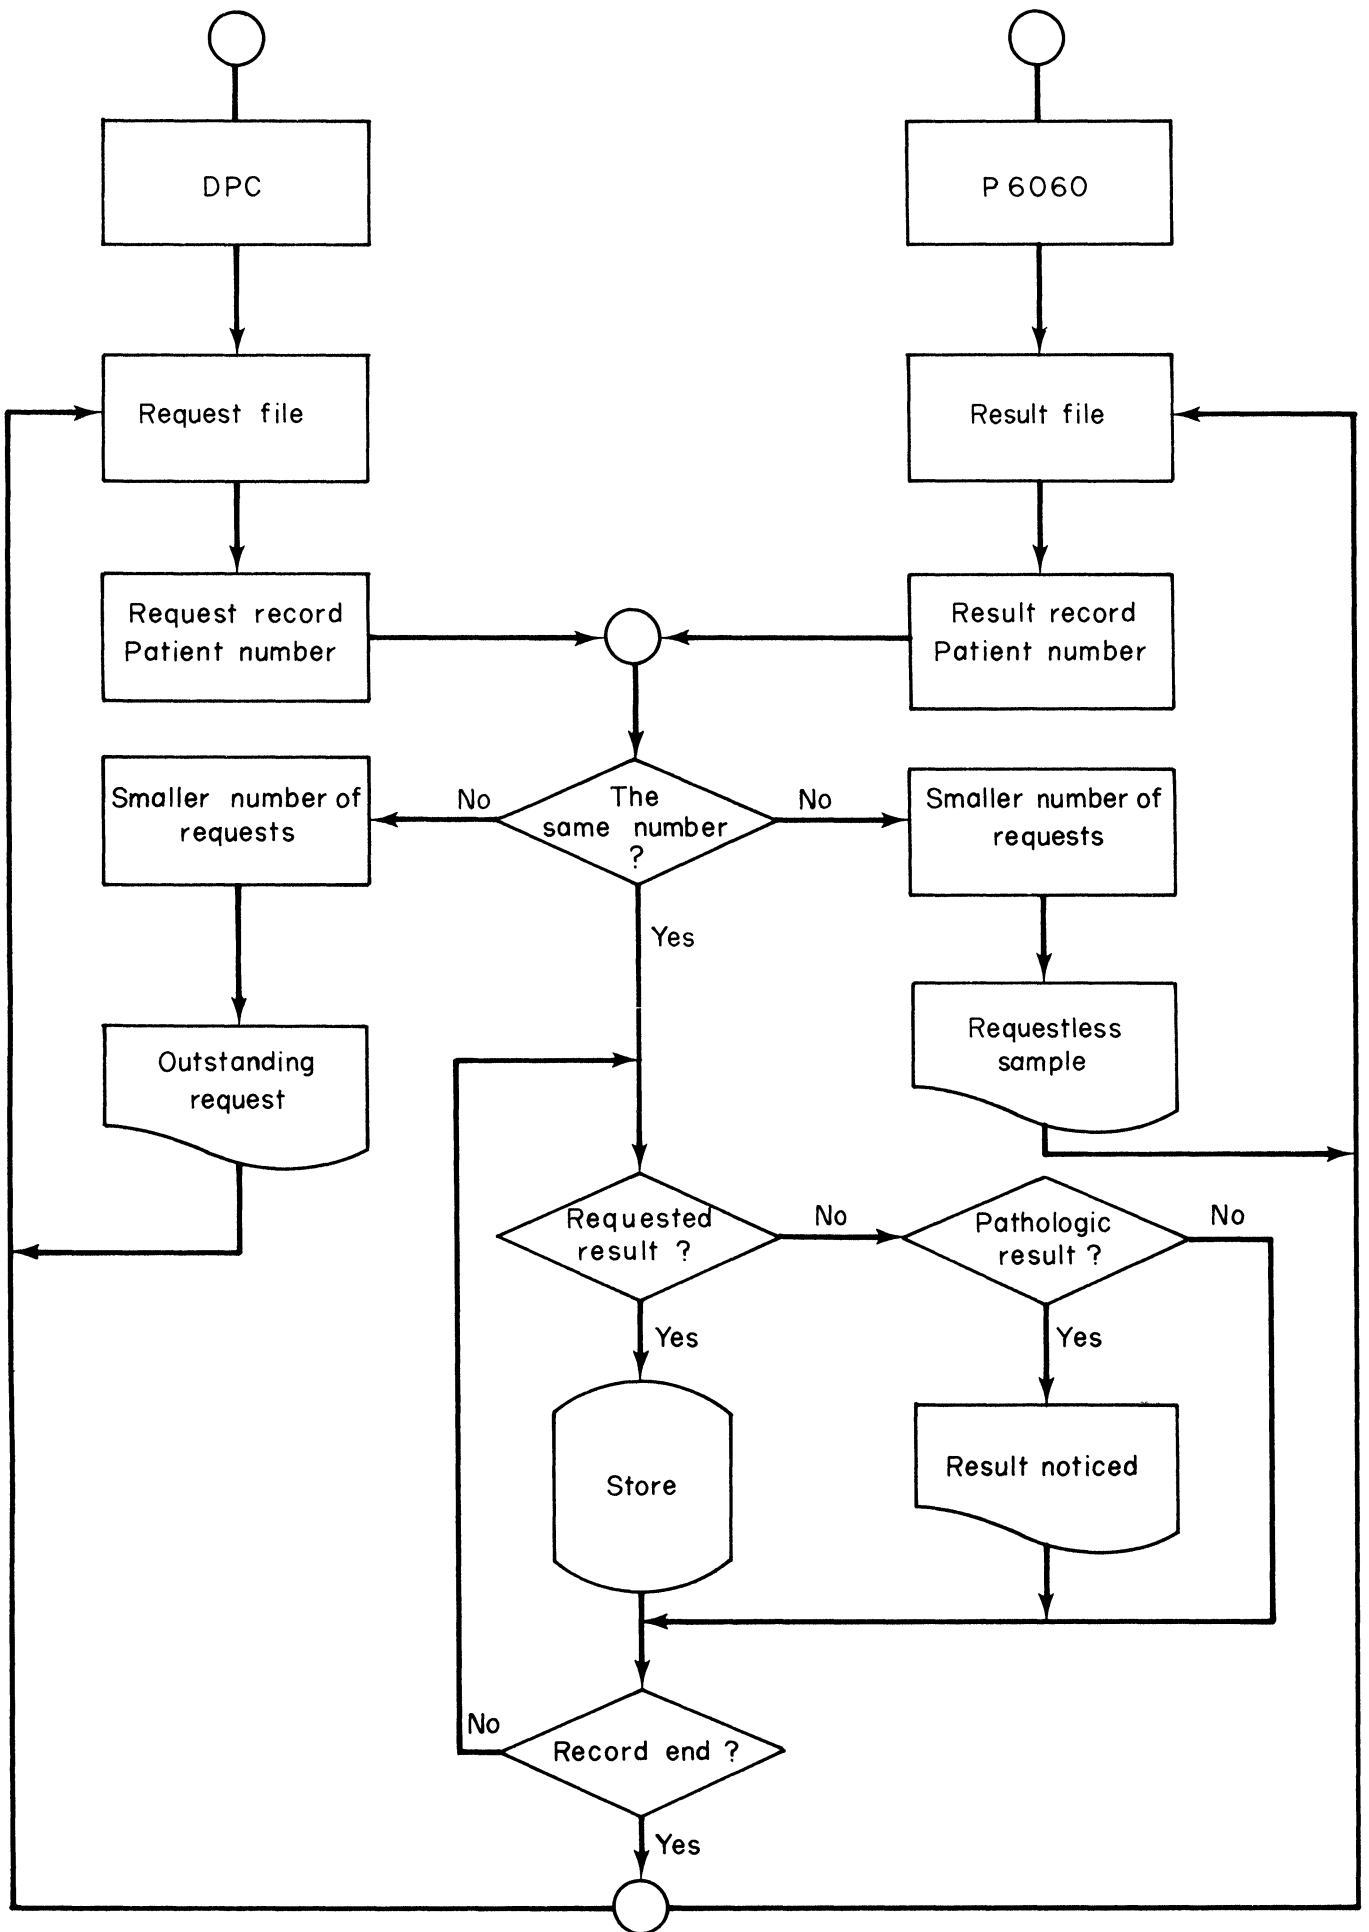 DPC
P6060
Request file
Result file
Request record
Patient number
Result record
Patient number
Smaller number of
requests
No
The
same number
?
No
Smaller number of
requests
Yes
Outstanding
request
Requestless
sample
Requested
result ?
No
Pathologic
result ?
No
Yes
Yes
Store
Result noticed
No
Record end ?
Yes